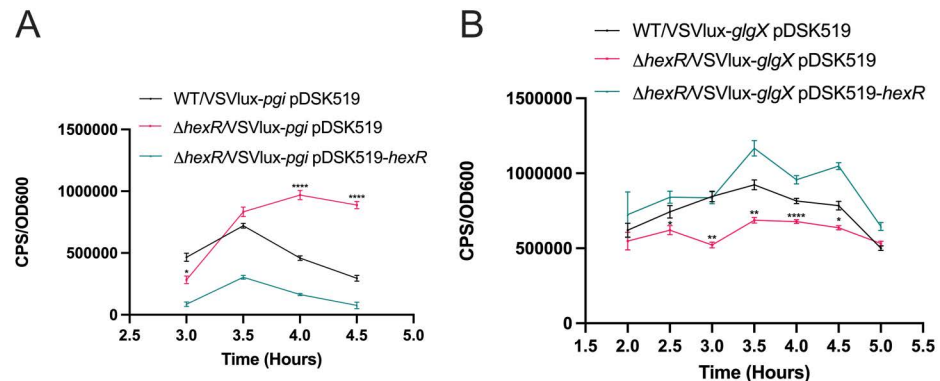 A
WT/VSVlux-pgi pDSK519
ΔhexR/VSVlux-pgi pDSK519
ΔhexR/VSVlux-pgi pDSK519-hexR
1500000
1000000
500000
0
CPS/OD600
*
****
****
2.5 3.0 3.5 4.0 4.5 5.0
Time (Hours)
B
WT/VSVlux-glgX pDSK519
ΔhexR/VSVlux-glgX pDSK519
ΔhexR/VSVlux-glgX pDSK519-hexR
1500000
1000000
500000
0
CPS/OD600
*
**
**
****
*
1.5 2.0 2.5 3.0 3.5 4.0 4.5 5.0 5.5
Time (Hours)